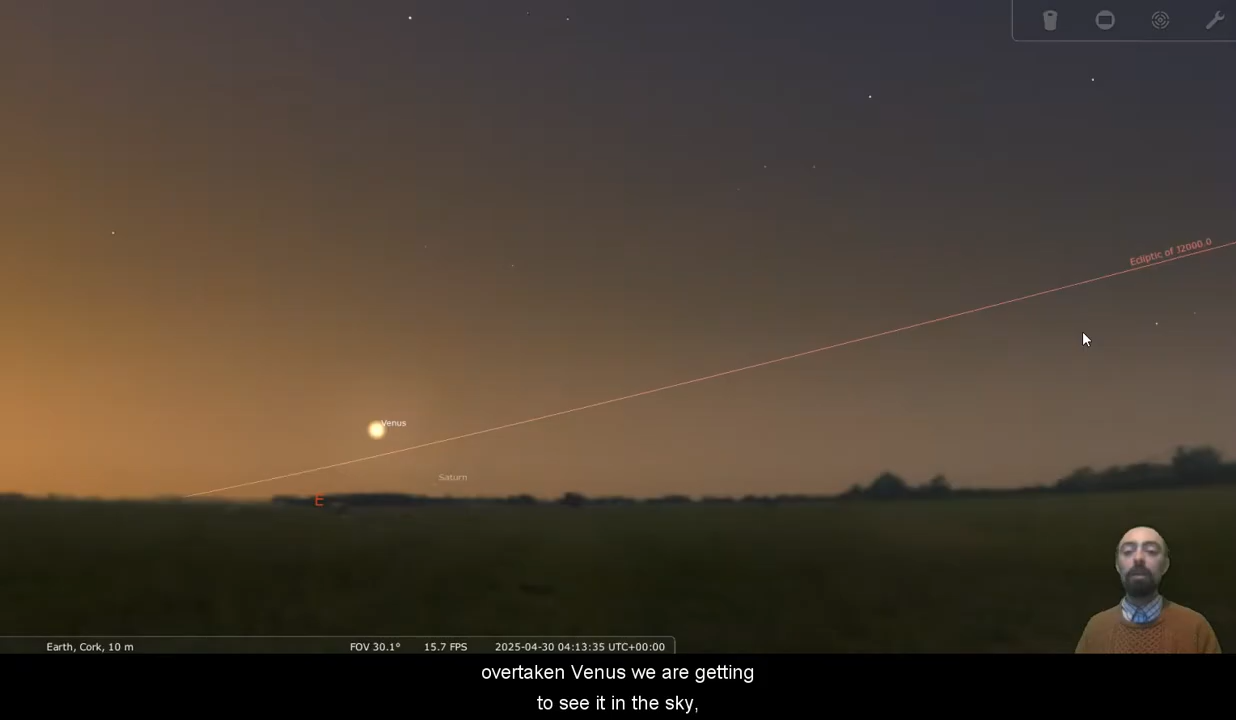 Ecliptic of J2000.0
Venus
Saturn
E
Earth, Cork, 10 m
FOV 30.1°
15.7 FPS
2025-04-30 04:13:35 UTC+00:00
overtaken Venus we are getting
to see it in the sky,